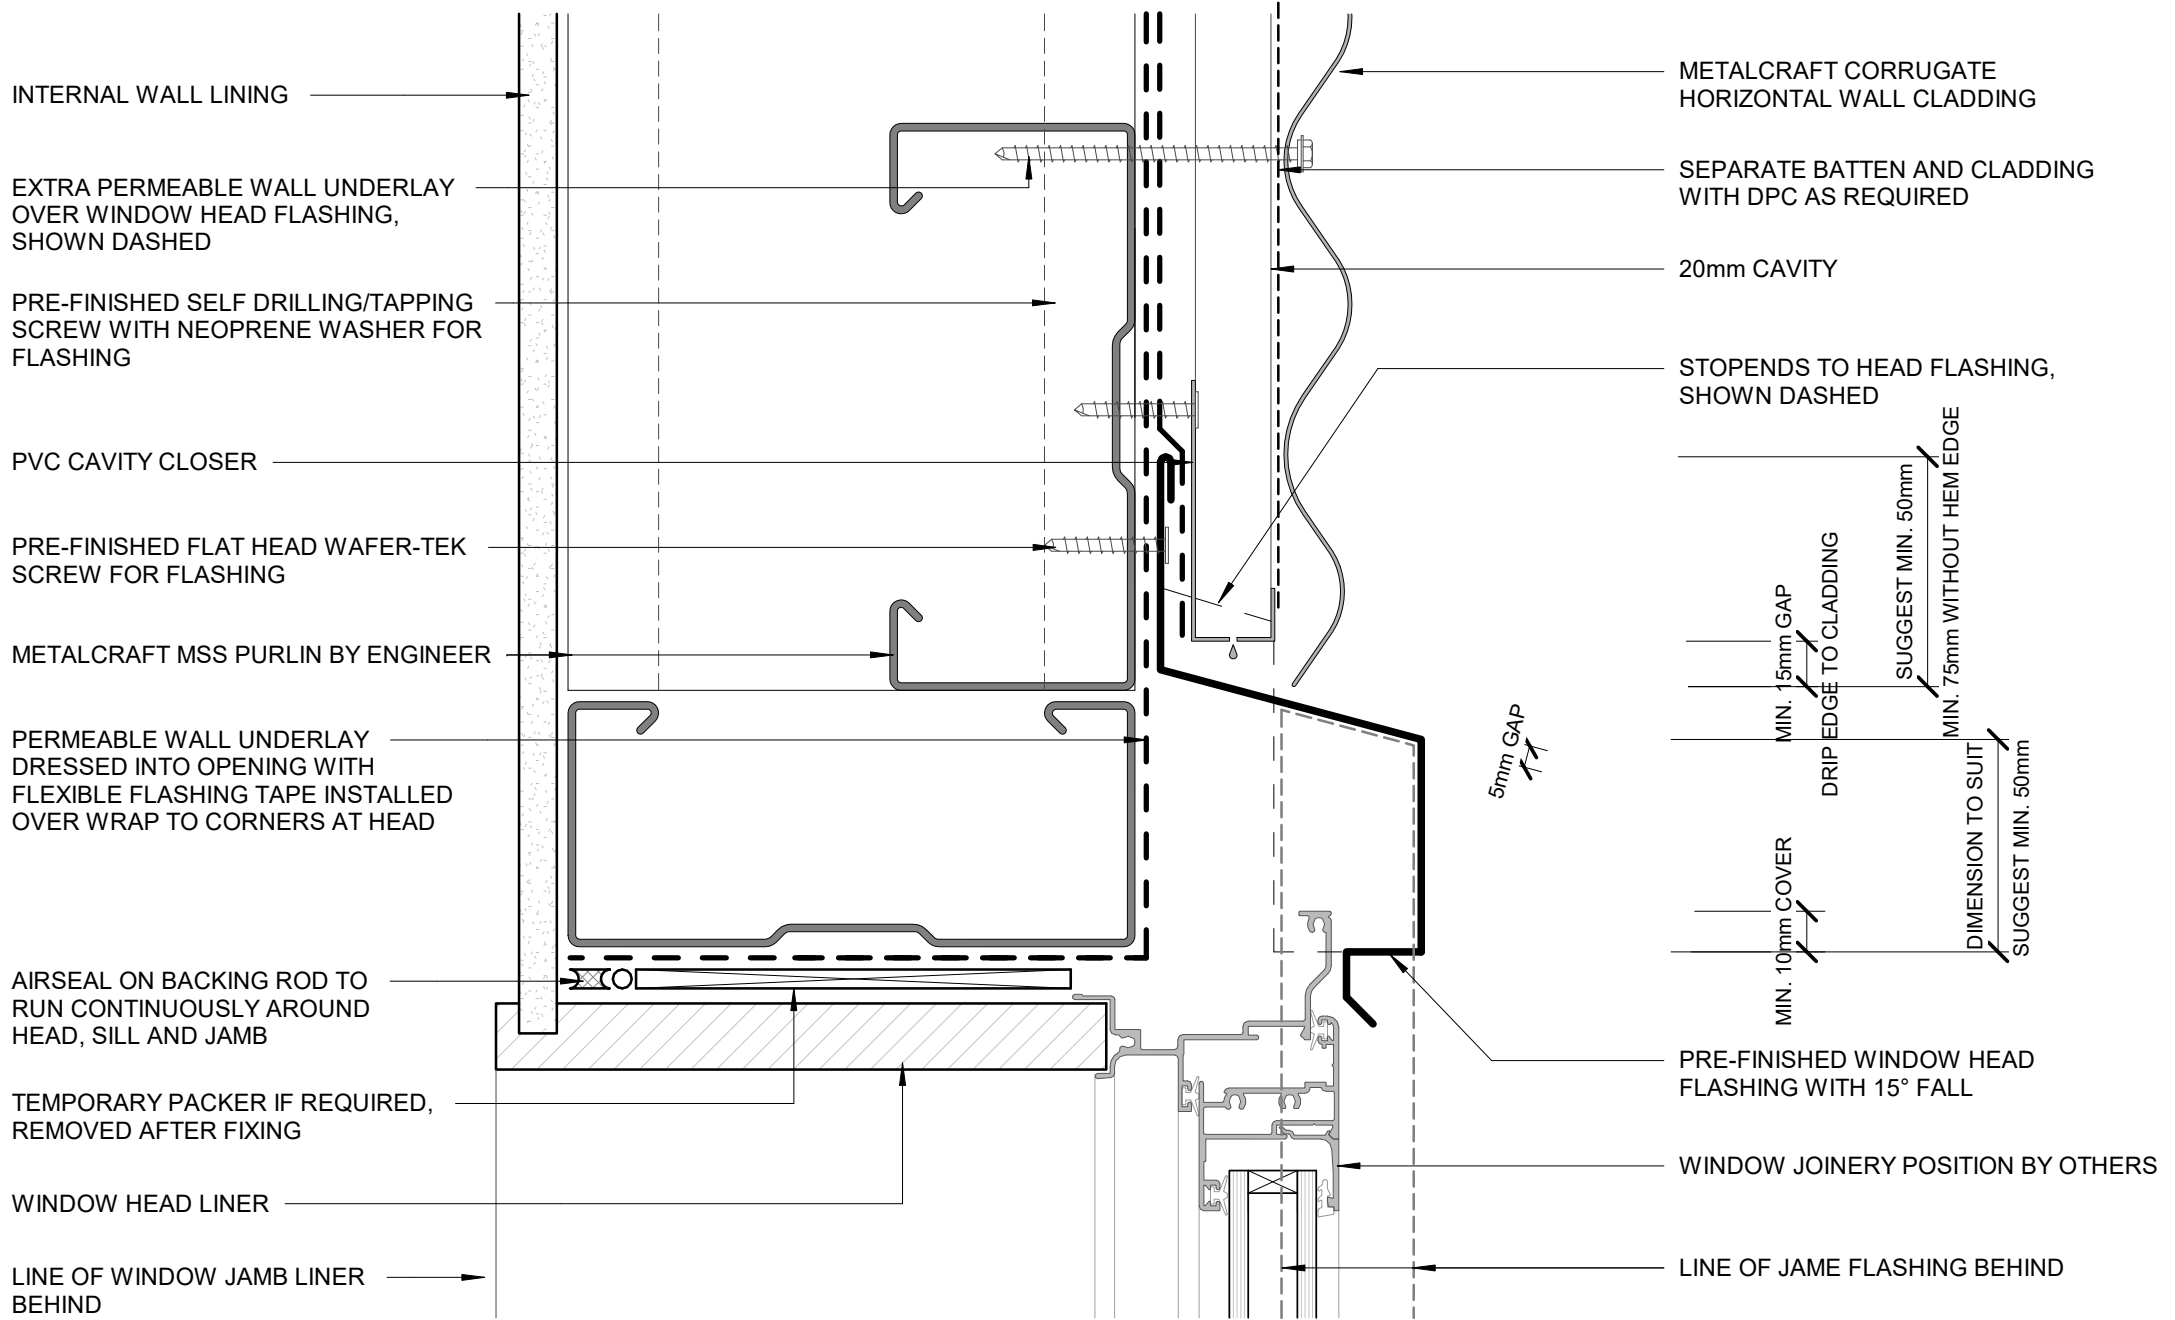 INTERNAL WALL LINING
EXTRA PERMEABLE WALL UNDERLAY
OVER WINDOW HEAD FLASHING,
SHOWN DASHED
PRE-FINISHED SELF DRILLING/TAPPING
SCREW WITH NEOPRENE WASHER FOR
FLASHING
PVC CAVITY CLOSER
PRE-FINISHED FLAT HEAD WAFER-TEK
SCREW FOR FLASHING
METALCRAFT MSS PURLIN BY ENGINEER
PERMEABLE WALL UNDERLAY
DRESSED INTO OPENING WITH
FLEXIBLE FLASHING TAPE INSTALLED
OVER WRAP TO CORNERS AT HEAD
AIRSEAL ON BACKING ROD TO
RUN CONTINUOUSLY AROUND
HEAD, SILL AND JAMB
TEMPORARY PACKER IF REQUIRED,
REMOVED AFTER FIXING
WINDOW HEAD LINER
LINE OF WINDOW JAMB LINER
BEHIND
METALCRAFT CORRUGATE
HORIZONTAL WALL CLADDING
SEPARATE BATTEN AND CLADDING
WITH DPC AS REQUIRED
20mm CAVITY
STOPENDS TO HEAD FLASHING,
SHOWN DASHED
SUGGEST MIN. 50mm
MIN. 75mm WITHOUT HEM EDGE
MIN. 15mm GAP
DRIP EDGE TO CLADDING
5mm GAP
DIMENSION TO SUIT
SUGGEST MIN. 50mm
MIN. 10mm COVER
PRE-FINISHED WINDOW HEAD
FLASHING WITH 15° FALL
WINDOW JOINERY POSITION BY OTHERS
LINE OF JAME FLASHING BEHIND